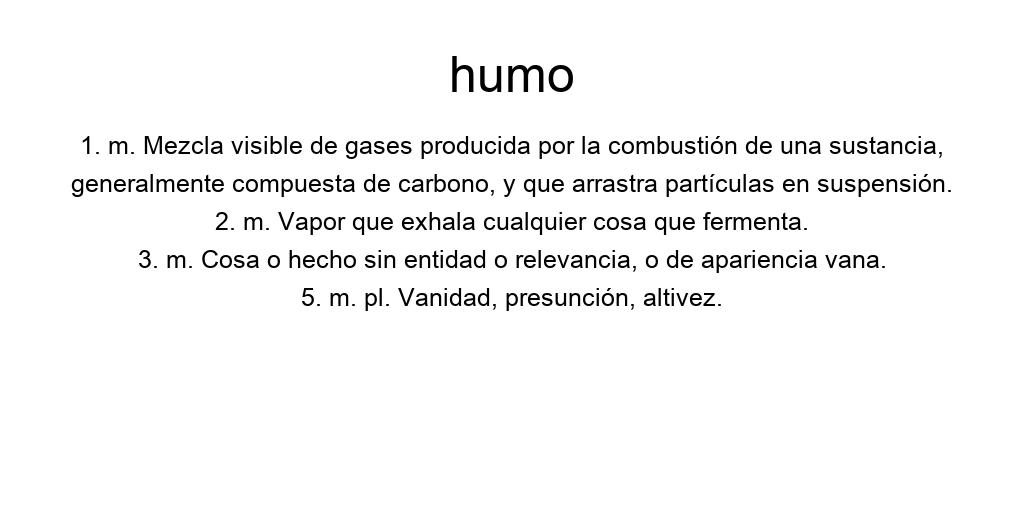 humo
1. m. Mezcla visible de gases producida por la combustión de una sustancia,
generalmente compuesta de carbono, y que arrastra partículas en suspensión.
2. m. Vapor que exhala cualquier cosa que fermenta.
3. m. Cosa o hecho sin entidad o relevancia, o de apariencia vana.
5. m. pl. Vanidad, presunción, altivez.